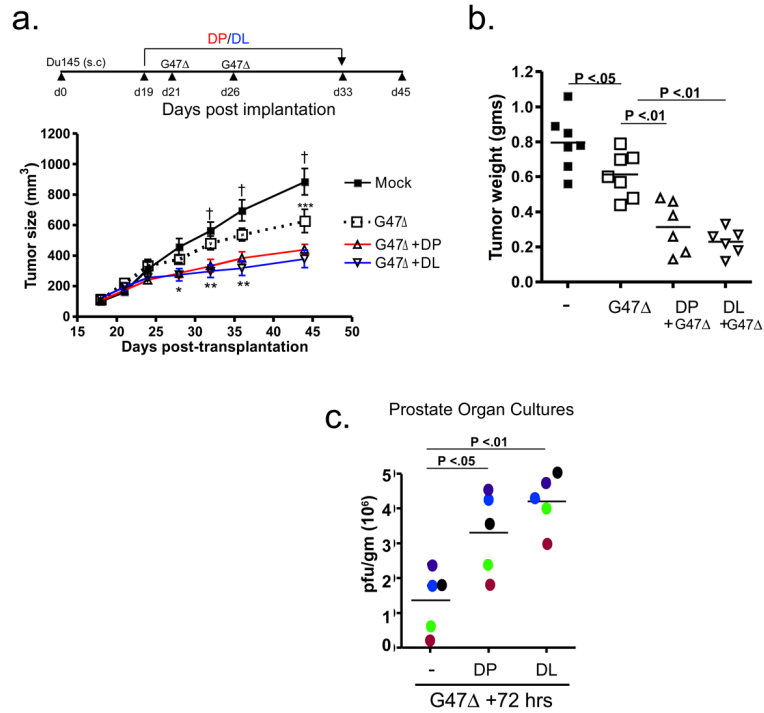 a.
DP/DL
Du145 (s.c) G47Δ G47Δ
d0 d19 d21 d26 d33 d45
Days post implantation
1200
1000
800
600
400
200
0
Tumor size (mm³)
† † †
* ** ** ***
Mock
G47Δ
G47Δ +DP
G47Δ +DL
15 20 25 30 35 40 45 50
Days post-transplantation
b.
1.2
1.0
0.8
0.6
0.4
0.2
0.0
Tumor weight (gms)
P <.05
P <.01
P <.01
- G47Δ DP DL
+G47Δ +G47Δ
c.
Prostate Organ Cultures
P <.01
P <.05
5
4
3
2
1
0
pfu/gm (10⁶)
- DP DL
G47Δ +72 hrs